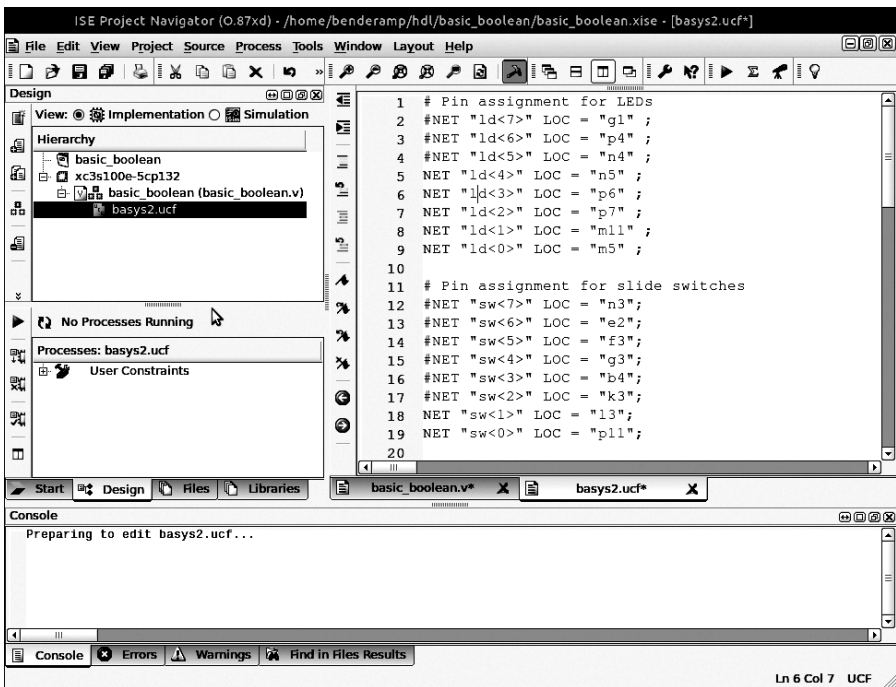 ISE Project Navigator (O.87xd) - /home/benderamp/hdl/basic_boolean/basic_boolean.xise - [basys2.ucf*]
File Edit View Project Source Process Tools Window Layout Help
Design
View: Implementation Simulation
Hierarchy
basic_boolean
xc3s100e-5cp132
basic_boolean (basic_boolean.v)
basys2.ucf
No Processes Running
Processes: basys2.ucf
User Constraints
Start Design Files Libraries
1 # Pin assignment for LEDs
2 #NET "ld<7>" LOC = "g1" ;
3 #NET "ld<6>" LOC = "p4" ;
4 #NET "ld<5>" LOC = "n4" ;
5 NET "ld<4>" LOC = "n5" ;
6 NET "ld<3>" LOC = "p6" ;
7 NET "ld<2>" LOC = "p7" ;
8 NET "ld<1>" LOC = "m11" ;
9 NET "ld<0>" LOC = "m5" ;
10
11 # Pin assignment for slide switches
12 #NET "sw<7>" LOC = "n3";
13 #NET "sw<6>" LOC = "e2";
14 #NET "sw<5>" LOC = "f3";
15 #NET "sw<4>" LOC = "g3";
16 #NET "sw<3>" LOC = "b4";
17 #NET "sw<2>" LOC = "k3";
18 NET "sw<1>" LOC = "l3";
19 NET "sw<0>" LOC = "p11";
20
basic_boolean.v* basys2.ucf*
Console
Preparing to edit basys2.ucf...
Console Errors Warnings Find in Files Results
Ln 6 Col 7 UCF